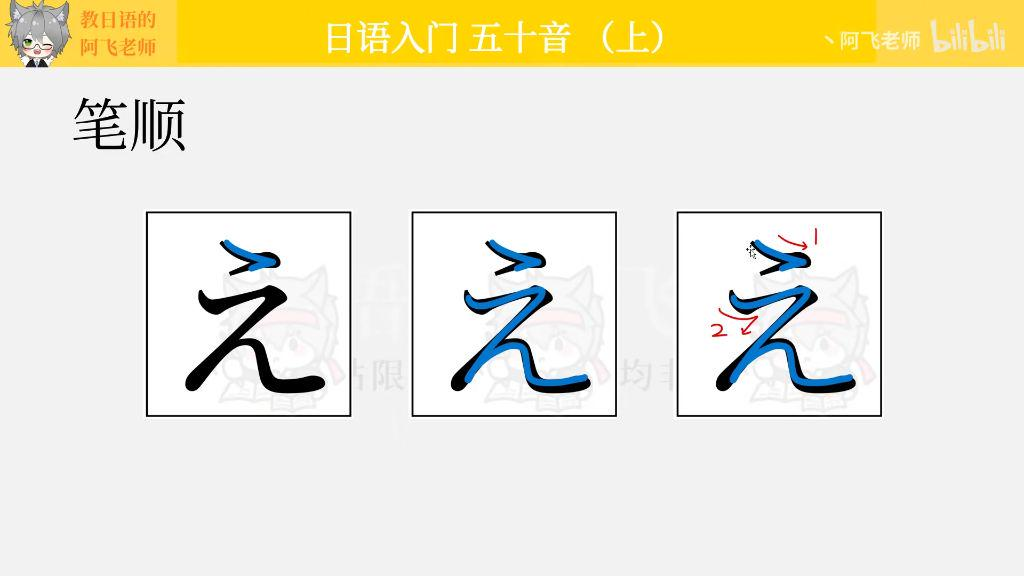 教日语的
阿飞老师
日语入门 五十音 （上）
丶阿飞老师 bilibili
笔顺
え え え
1
2